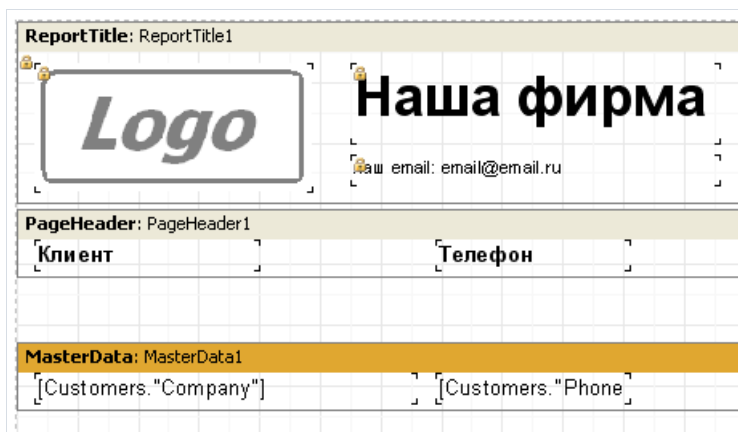 ReportTitle: ReportTitle1
Logo
Наша фирма
Наш email: email@email.ru
PageHeader: PageHeader1
Клиент Телефон
MasterData: MasterData1
[Customers."Company"] [Customers."Phone